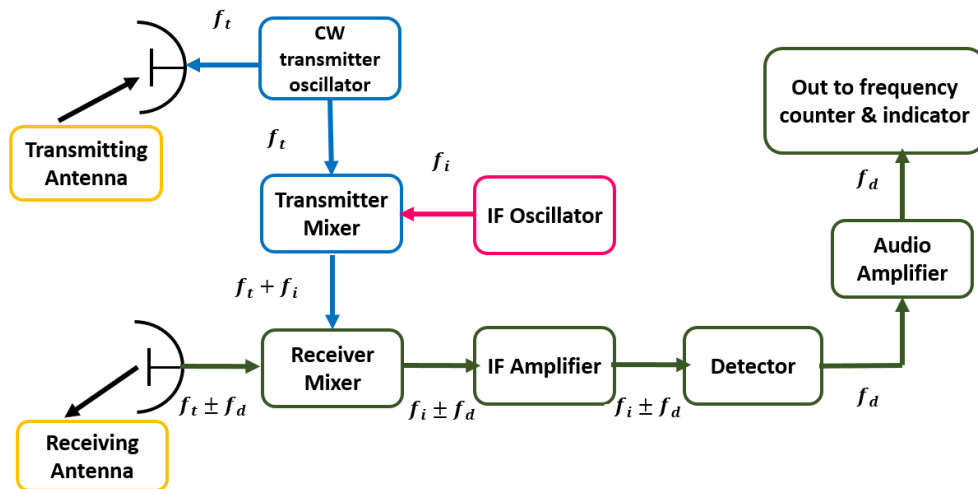 f_t
CW
transmitter
oscillator
Out to frequency
counter & indicator
Transmitting
Antenna
f_t
f_i
f_d
Transmitter
Mixer
IF Oscillator
Audio
Amplifier
f_t + f_i
Receiver
Mixer
IF Amplifier
Detector
f_t ± f_d
f_i ± f_d
f_i ± f_d
f_d
Receiving
Antenna